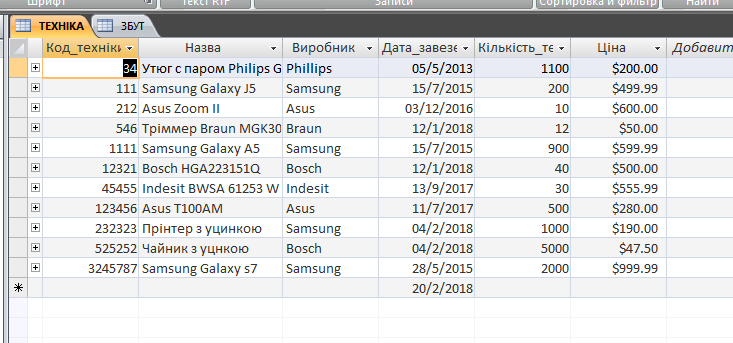 Шрифт Текст RTF Записи Сортировка и фильтр Найти
ТЕХНІКА ЗБУТ
Код_техніки Назва Виробник Дата_завезе Кількість_те Ціна Добавит
34 Утюг с паром Philips G Phillips 05/5/2013 1100 $200.00
111 Samsung Galaxy J5 Samsung 15/7/2015 200 $499.99
212 Asus Zoom II Asus 03/12/2016 10 $600.00
546 Тріммер Braun MGK30 Braun 12/1/2018 12 $50.00
1111 Samsung Galaxy A5 Samsung 15/7/2015 900 $599.99
12321 Bosch HGA223151Q Bosch 12/1/2018 40 $500.00
45455 Indesit BWSA 61253 W Indesit 13/9/2017 30 $555.99
123456 Asus T100AM Asus 11/7/2017 500 $280.00
232323 Прінтер з уцинкою Samsung 04/2/2018 1000 $190.00
525252 Чайник з уцнкою Bosch 04/2/2018 5000 $47.50
3245787 Samsung Galaxy s7 Samsung 28/5/2015 2000 $999.99
20/2/2018